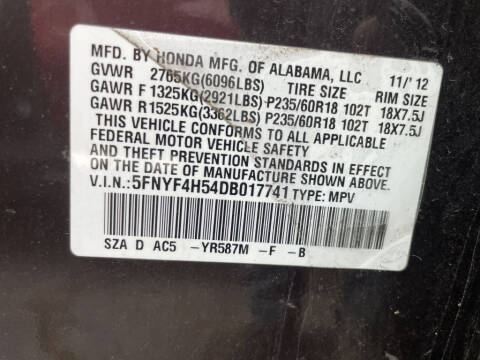 MFD. BY HONDA MFG. OF ALABAMA, LLC 11/'12
GVWR 2765KG(6096LBS) TIRE SIZE RIM SIZE
GAWR F 1325KG(2921LBS) P235/60R18 102T 18X7.5J
GAWR R 1525KG(3362LBS) P235/60R18 102T 18X7.5J
THIS VEHICLE CONFORMS TO ALL APPLICABLE
FEDERAL MOTOR VEHICLE SAFETY
AND THEFT PREVENTION STANDARDS IN EFFECT
ON THE DATE OF MANUFACTURE SHOWN ABOVE.
V.I.N.: 5FNYF4H54DB017741 TYPE: MPV
SZA D AC5 -YR587M -F -B